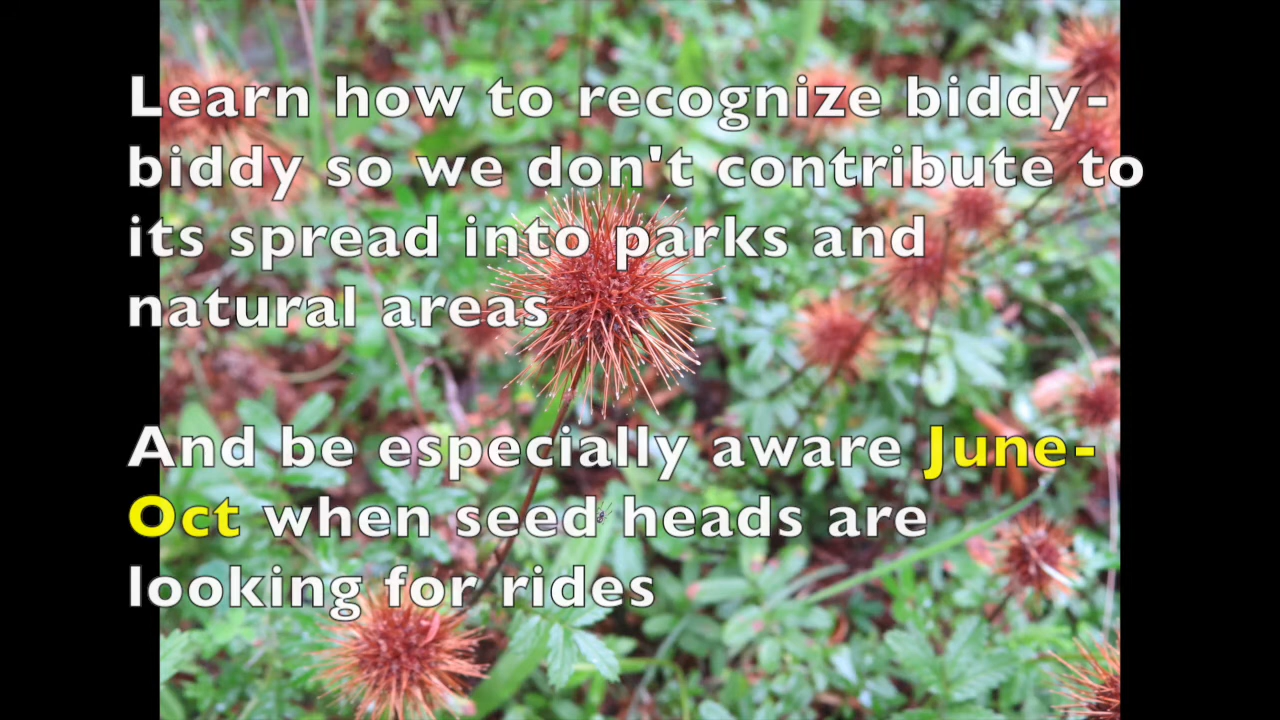 Learn how to recognize biddy-
biddy so we don't contribute to
its spread into parks and
natural areas
And be especially aware June-
Oct when seed heads are
looking for rides